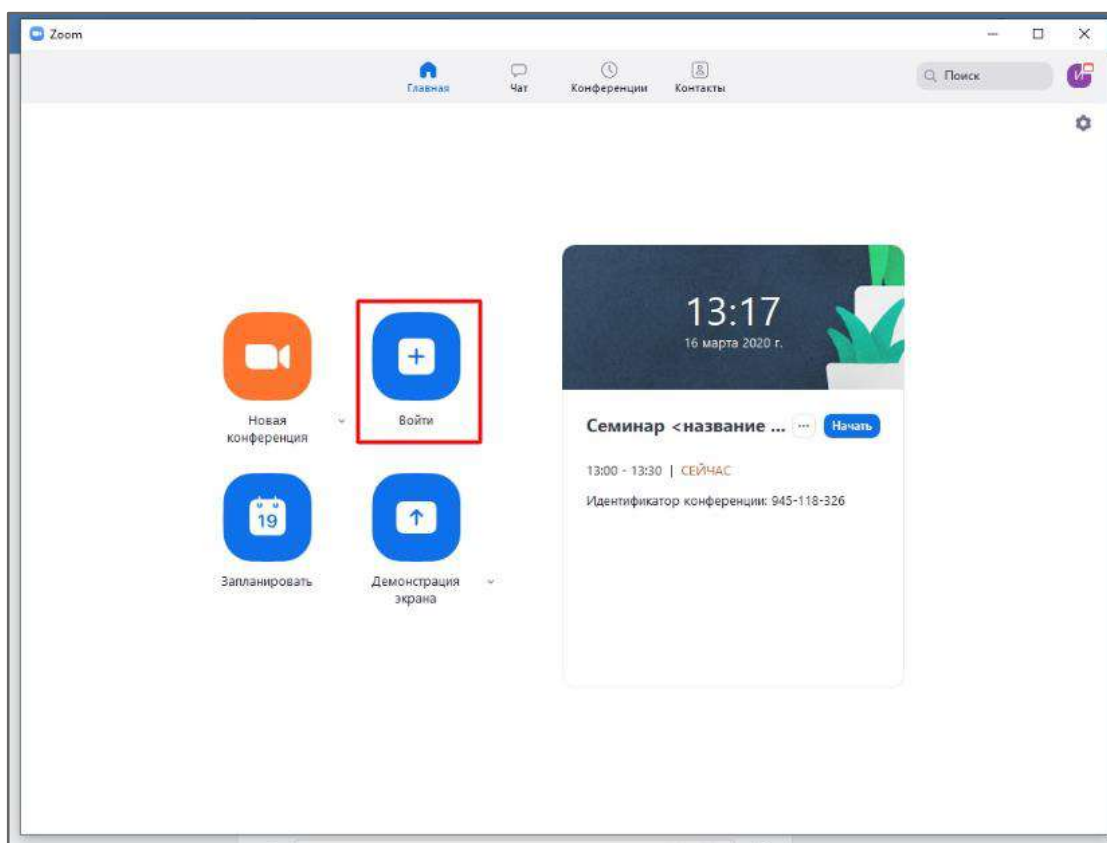 Zoom
Главная
Чат
Конференции
Контакты
Поиск
И
13:17
16 марта 2020 г.
Новая
конференция
Войти
Семинар <название ...
Начать
13:00 - 13:30 | СЕЙЧАС
Идентификатор конференции: 945-118-326
19
Запланировать
Демонстрация
экрана